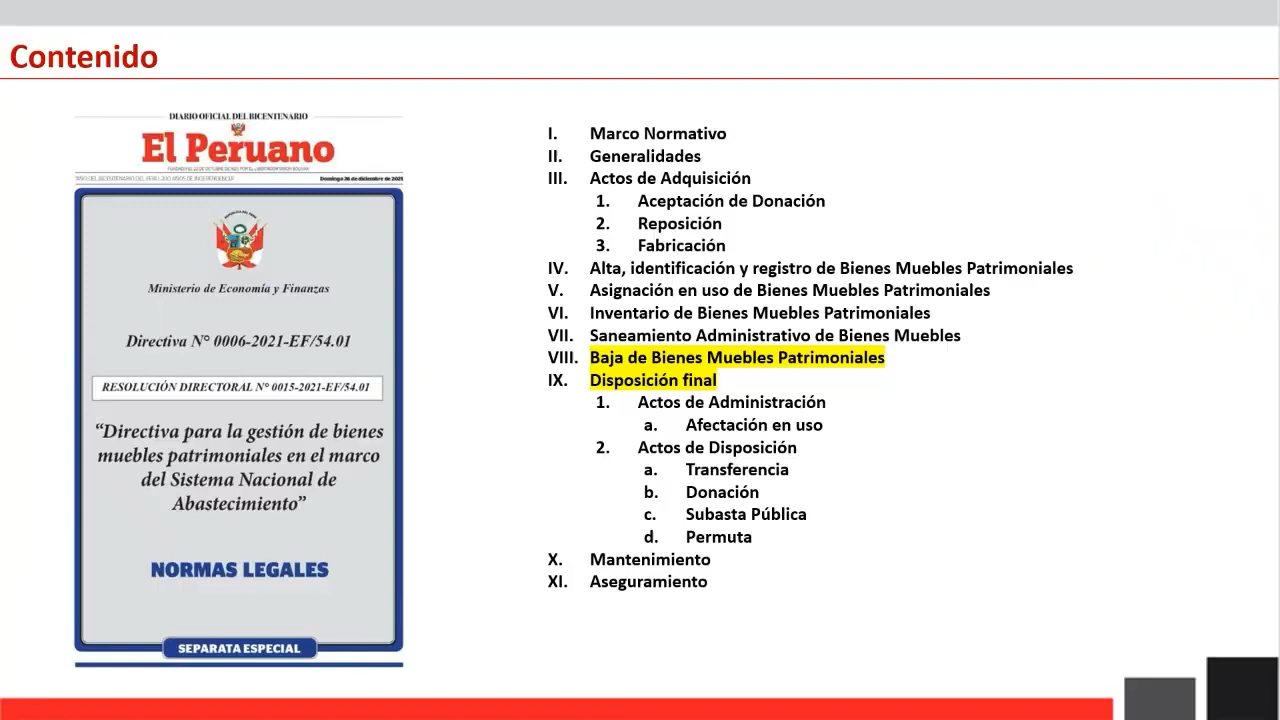 Contenido
DIARIO OFICIAL DEL BICENTENARIO
El Peruano
Domingo 26 de diciembre de 2021
Ministerio de Economía y Finanzas
Directiva N° 0006-2021-EF/54.01
RESOLUCIÓN DIRECTORAL N° 0015-2021-EF/54.01
“Directiva para la gestión de bienes
muebles patrimoniales en el marco
del Sistema Nacional de
Abastecimiento”
NORMAS LEGALES
SEPARATA ESPECIAL
I. Marco Normativo
II. Generalidades
III. Actos de Adquisición
1. Aceptación de Donación
2. Reposición
3. Fabricación
IV. Alta, identificación y registro de Bienes Muebles Patrimoniales
V. Asignación en uso de Bienes Muebles Patrimoniales
VI. Inventario de Bienes Muebles Patrimoniales
VII. Saneamiento Administrativo de Bienes Muebles
VIII. Baja de Bienes Muebles Patrimoniales
IX. Disposición final
1. Actos de Administración
a. Afectación en uso
2. Actos de Disposición
a. Transferencia
b. Donación
c. Subasta Pública
d. Permuta
X. Mantenimiento
XI. Aseguramiento